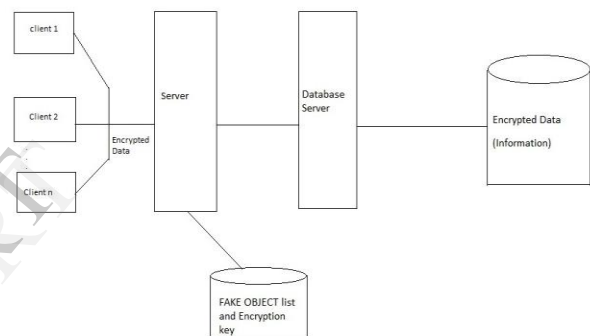 client 1
Client 2
.
.
.
Client n
Encrypted
Data
Server
Database
Server
Encrypted Data
(Information)
FAKE OBJECT list
and Encryption
key